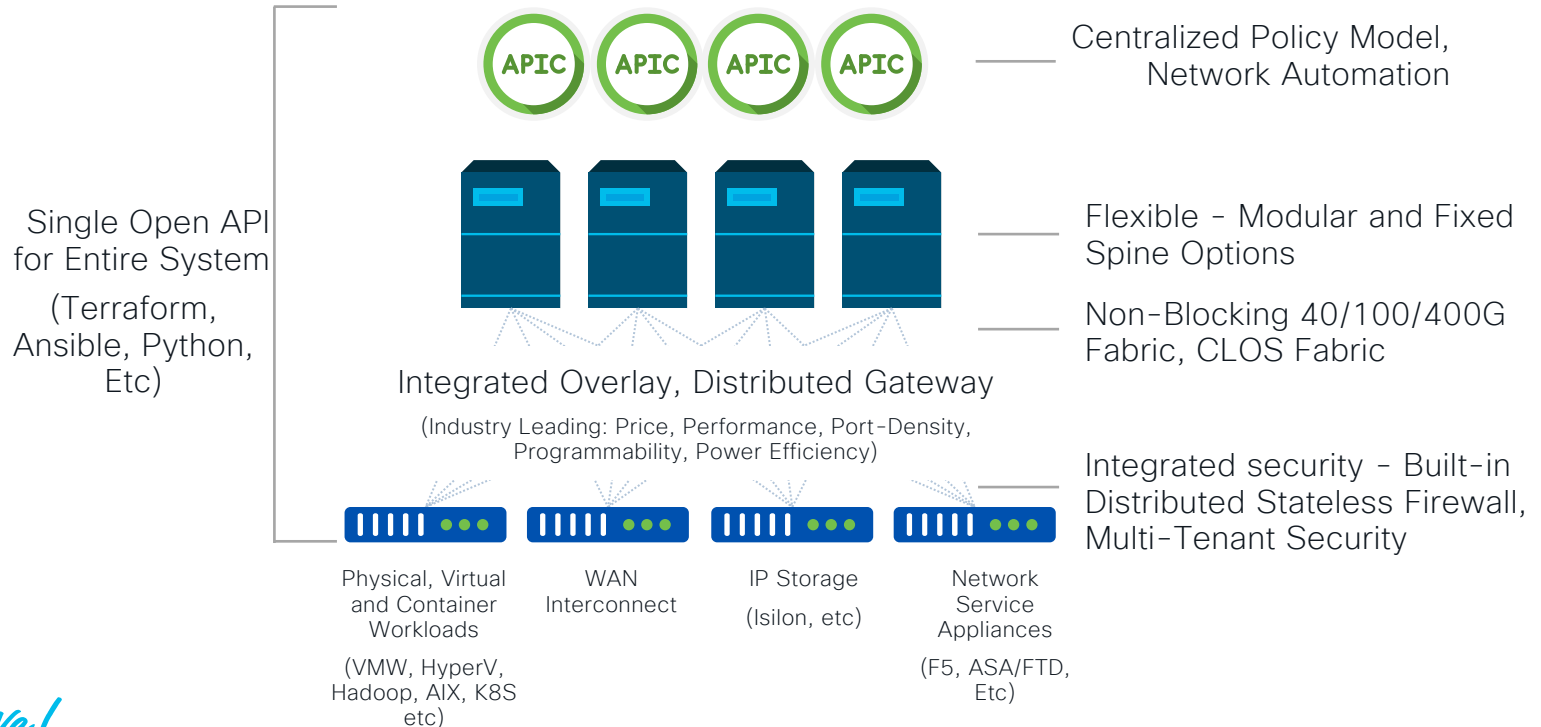 APIC APIC APIC APIC
Centralized Policy Model,
Network Automation
Single Open API
for Entire System
(Terraform,
Ansible, Python,
Etc)
Flexible - Modular and Fixed
Spine Options
Non-Blocking 40/100/400G
Fabric, CLOS Fabric
Integrated Overlay, Distributed Gateway
(Industry Leading: Price, Performance, Port-Density,
Programmability, Power Efficiency)
Integrated security - Built-in
Distributed Stateless Firewall,
Multi-Tenant Security
Physical, Virtual
and Container
Workloads
(VMW, HyperV,
Hadoop, AIX, K8S
etc)
WAN
Interconnect
IP Storage
(Isilon, etc)
Network
Service
Appliances
(F5, ASA/FTD,
Etc)